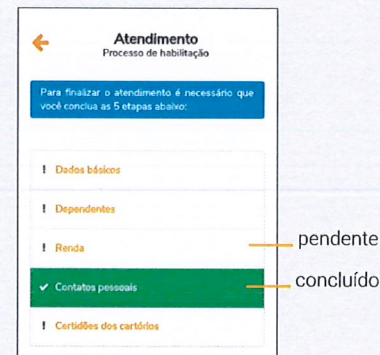 Atendimento
Processo de habilitação
Para finalizar o atendimento é necessário que
você conclua as 5 etapas abaixo:
! Dados básicos
! Dependentes
! Renda
pendente
✓ Contatos pessoais
concluído
! Certidões dos cartórios